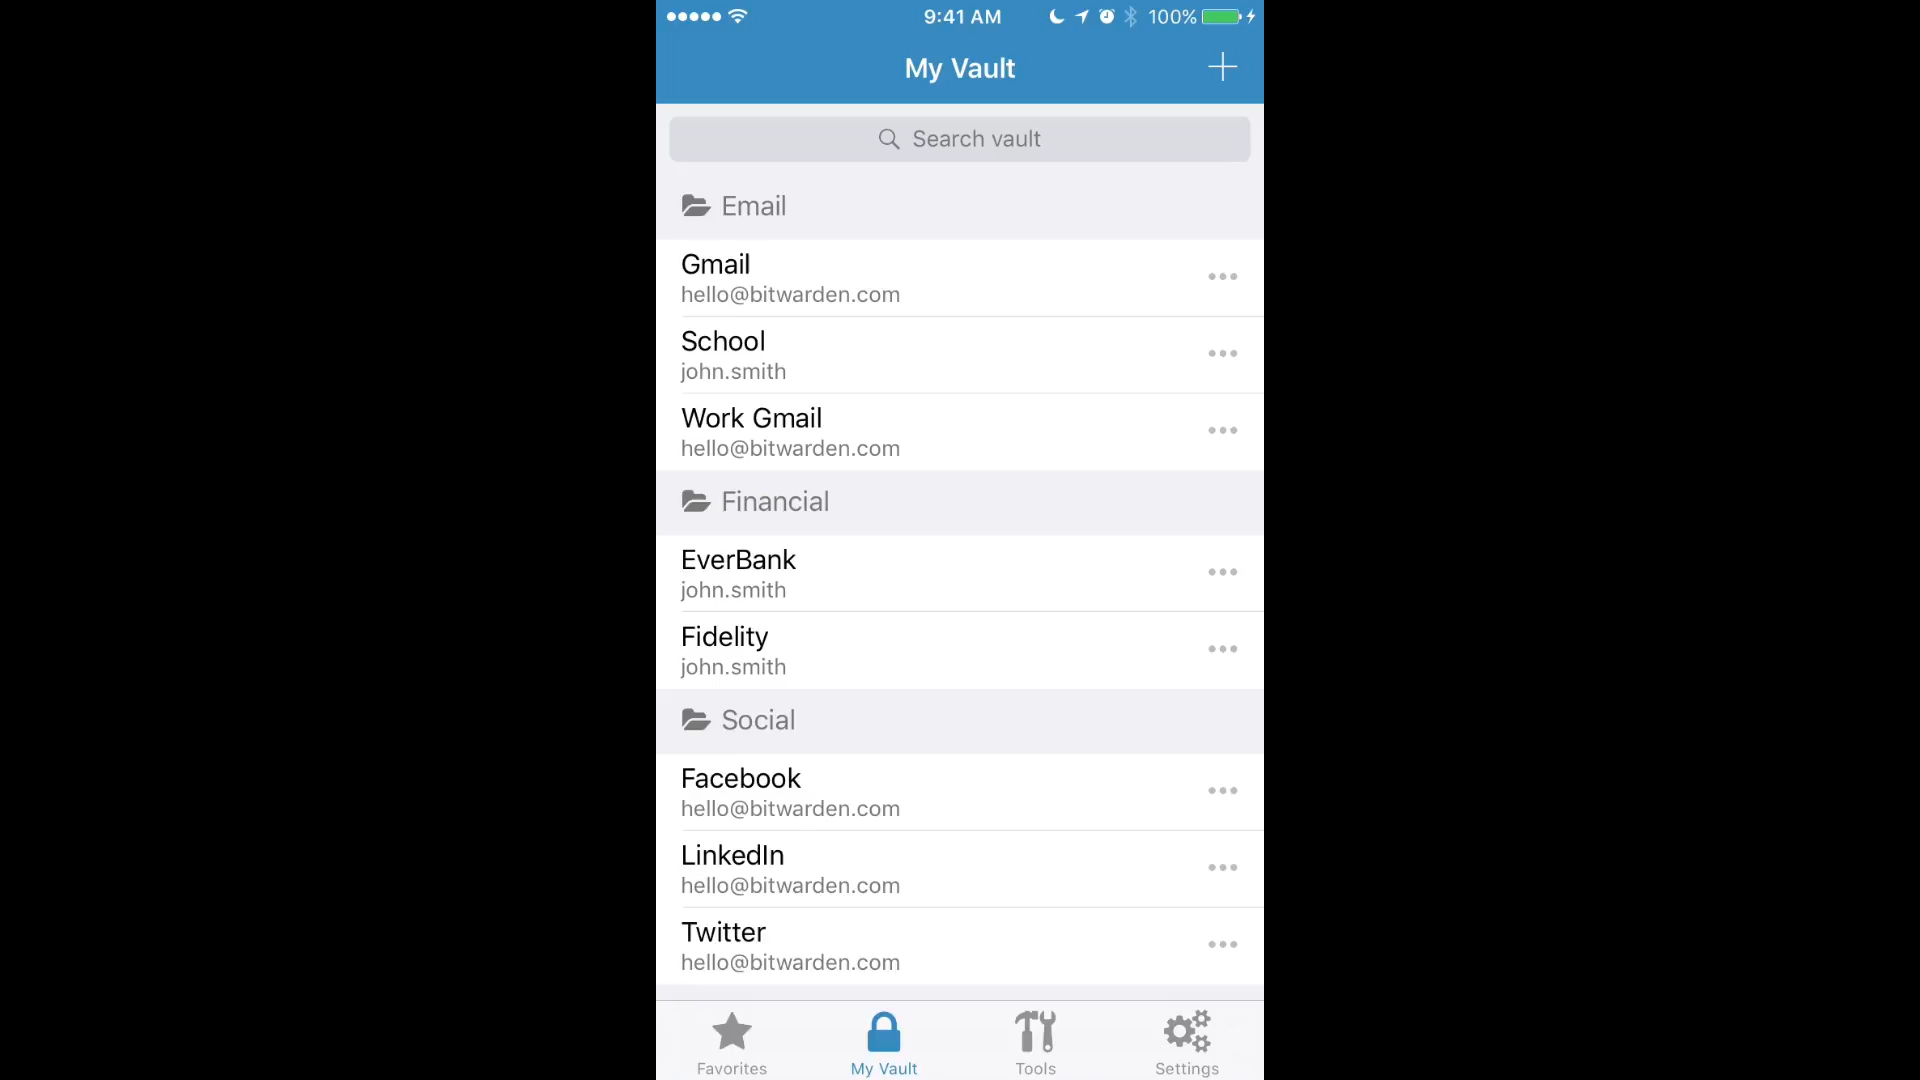 9:41 AM 100%
My Vault
Search vault
Email
Gmail
hello@bitwarden.com
School
john.smith
Work Gmail
hello@bitwarden.com
Financial
EverBank
john.smith
Fidelity
john.smith
Social
Facebook
hello@bitwarden.com
LinkedIn
hello@bitwarden.com
Twitter
hello@bitwarden.com
Favorites My Vault Tools Settings